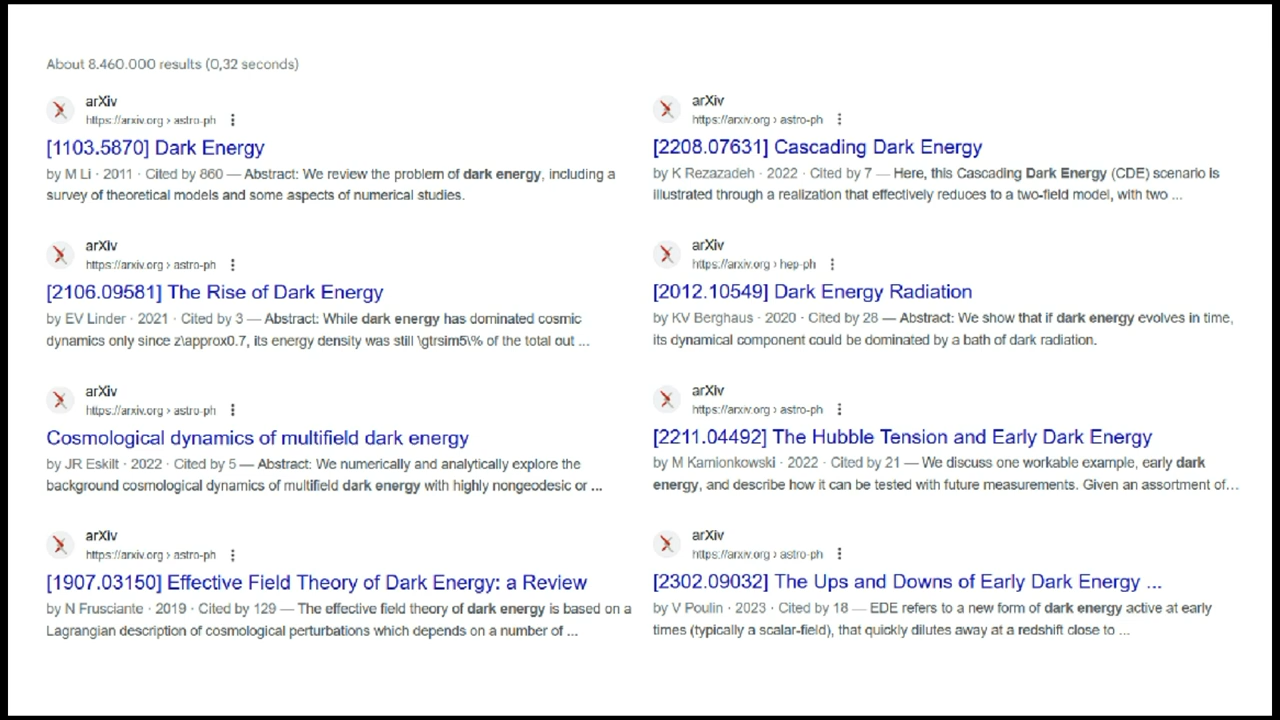 About 8.460.000 results (0,32 seconds)
arXiv
https://arxiv.org › astro-ph
[1103.5870] Dark Energy
by M Li · 2011 · Cited by 860 — Abstract: We review the problem of dark energy, including a
survey of theoretical models and some aspects of numerical studies.
arXiv
https://arxiv.org › astro-ph
[2106.09581] The Rise of Dark Energy
by EV Linder · 2021 · Cited by 3 — Abstract: While dark energy has dominated cosmic
dynamics only since z\approx0.7, its energy density was still \gtrsim5\% of the total out ...
arXiv
https://arxiv.org › astro-ph
Cosmological dynamics of multifield dark energy
by JR Eskilt · 2022 · Cited by 5 — Abstract: We numerically and analytically explore the
background cosmological dynamics of multifield dark energy with highly nongeodesic or ...
arXiv
https://arxiv.org › astro-ph
[1907.03150] Effective Field Theory of Dark Energy: a Review
by N Frusciante · 2019 · Cited by 129 — The effective field theory of dark energy is based on a
Lagrangian description of cosmological perturbations which depends on a number of ...
arXiv
https://arxiv.org › astro-ph
[2208.07631] Cascading Dark Energy
by K Rezazadeh · 2022 · Cited by 7 — Here, this Cascading Dark Energy (CDE) scenario is
illustrated through a realization that effectively reduces to a two-field model, with two ...
arXiv
https://arxiv.org › hep-ph
[2012.10549] Dark Energy Radiation
by KV Berghaus · 2020 · Cited by 28 — Abstract: We show that if dark energy evolves in time,
its dynamical component could be dominated by a bath of dark radiation.
arXiv
https://arxiv.org › astro-ph
[2211.04492] The Hubble Tension and Early Dark Energy
by M Kamionkowski · 2022 · Cited by 21 — We discuss one workable example, early dark
energy, and describe how it can be tested with future measurements. Given an assortment of...
arXiv
https://arxiv.org › astro-ph
[2302.09032] The Ups and Downs of Early Dark Energy ...
by V Poulin · 2023 · Cited by 18 — EDE refers to a new form of dark energy active at early
times (typically a scalar-field), that quickly dilutes away at a redshift close to ...